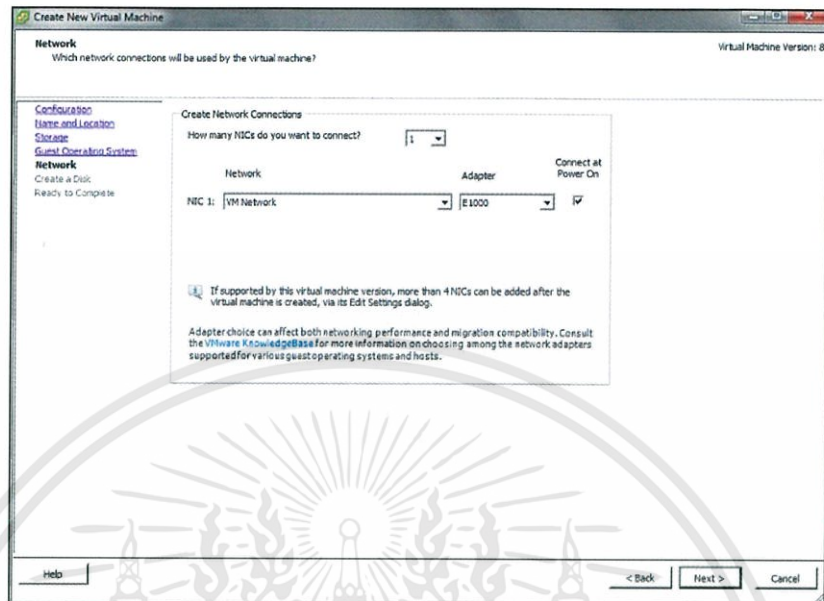 Create New Virtual Machine
Network
Which network connections will be used by the virtual machine?
Virtual Machine Version: 8
Configuration
Name and Location
Storage
Guest Operating System
Network
Create a Disk
Ready to Complete
Create Network Connections
How many NICs do you want to connect?
1
Network
Adapter
Connect at
Power On
NIC 1:
VM Network
E1000
If supported by this virtual machine version, more than 4 NICs can be added after the
virtual machine is created, via its Edit Settings dialog.
Adapter choice can affect both networking performance and migration compatibility. Consult
the VMware KnowledgeBase for more information on choosing among the network adapters
supported for various guest operating systems and hosts.
Help
< Back
Next >
Cancel